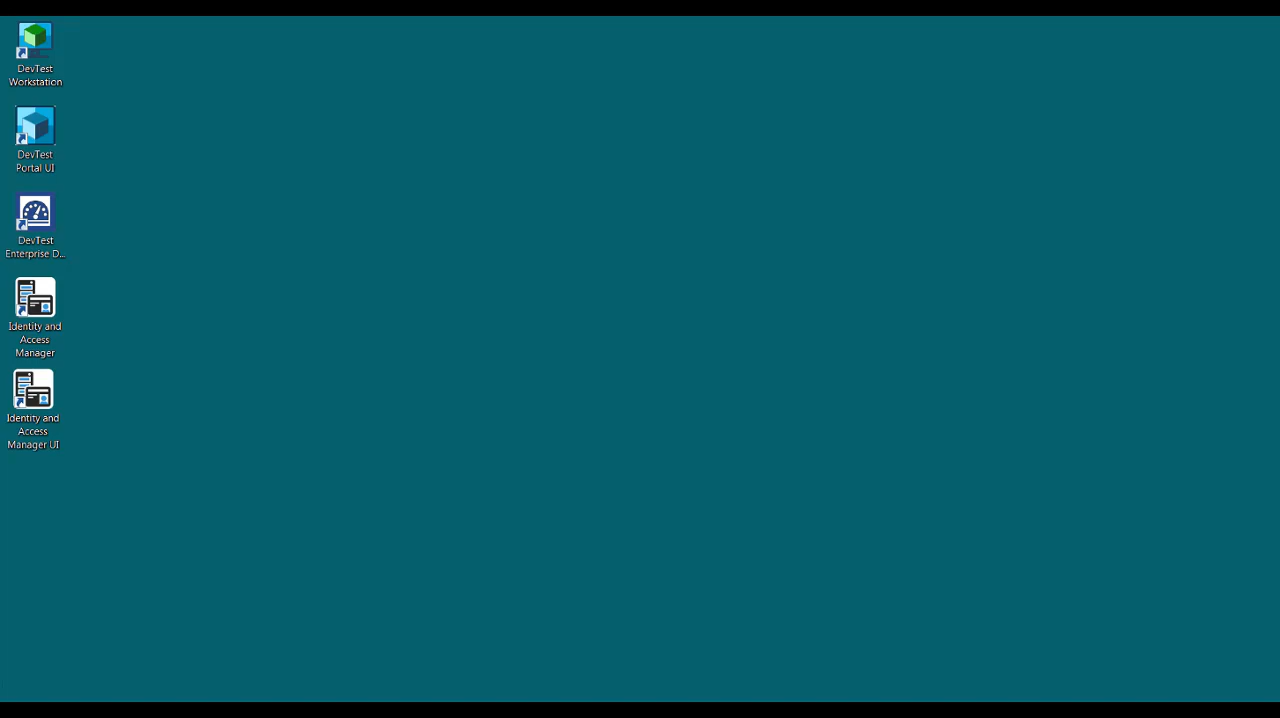 DevTest
Workstation
DevTest
Portal UI
DevTest
Enterprise D...
Identity and
Access
Manager
Identity and
Access
Manager UI